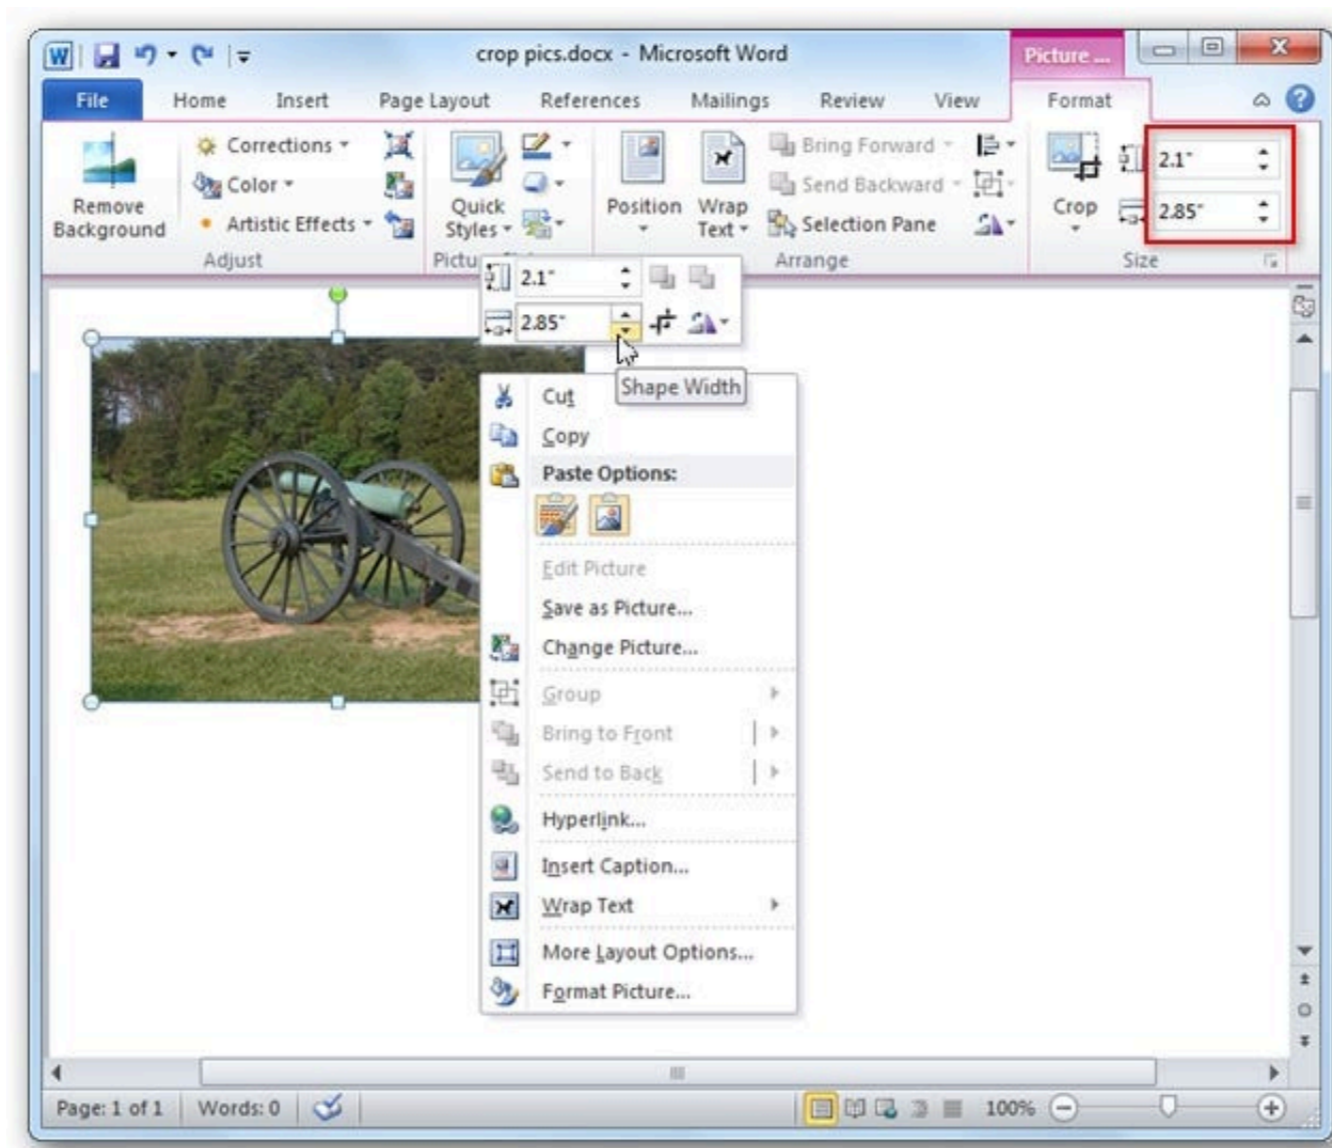 W
crop pics.docx - Microsoft Word
Picture ...
File Home Insert Page Layout References Mailings Review View Format
Remove Background
Corrections
Color
Artistic Effects
Adjust
Quick Styles
Position
Wrap Text
Bring Forward
Send Backward
Selection Pane
Arrange
Crop
2.1"
2.85"
Size
Pictu
2.1"
2.85"
Shape Width
Cut
Copy
Paste Options:
Edit Picture
Save as Picture...
Change Picture...
Group
Bring to Front
Send to Back
Hyperlink...
Insert Caption...
Wrap Text
More Layout Options...
Format Picture...
Page: 1 of 1 Words: 0 100%